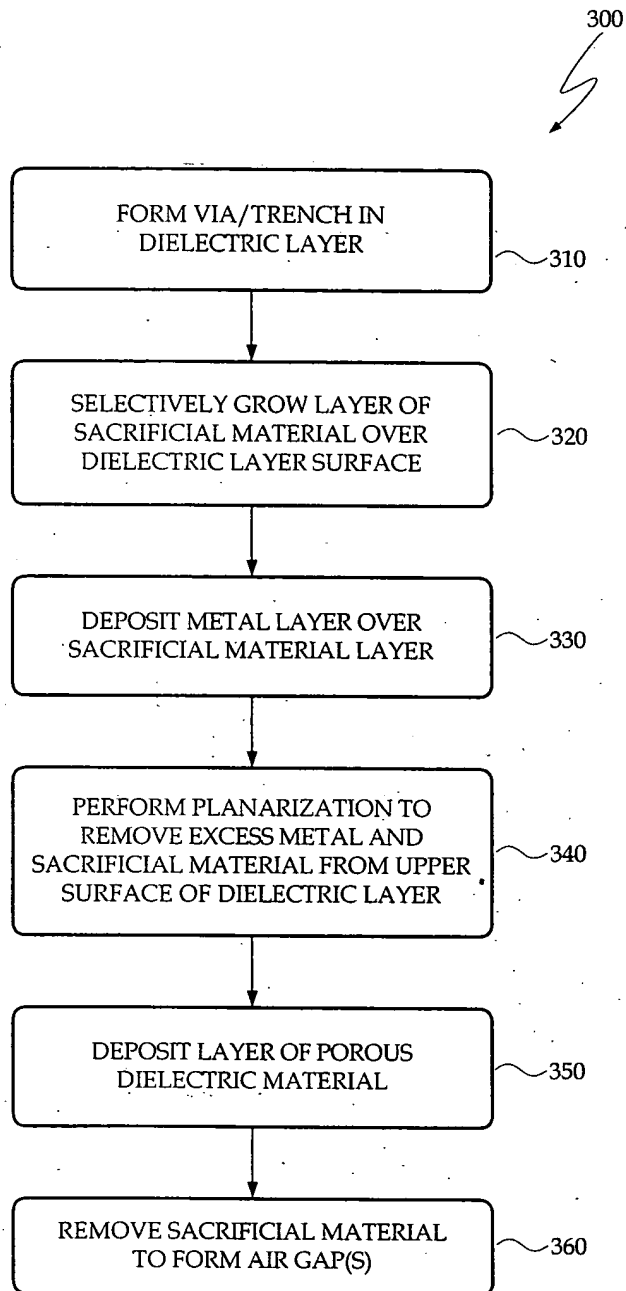 300
FORM VIA/TRENCH IN
DIELECTRIC LAYER
310
SELECTIVELY GROW LAYER OF
SACRIFICIAL MATERIAL OVER
DIELECTRIC LAYER SURFACE
320
DEPOSIT METAL LAYER OVER
SACRIFICIAL MATERIAL LAYER
330
PERFORM PLANARIZATION TO
REMOVE EXCESS METAL AND
SACRIFICIAL MATERIAL FROM UPPER
SURFACE OF DIELECTRIC LAYER
340
DEPOSIT LAYER OF POROUS
DIELECTRIC MATERIAL
350
REMOVE SACRIFICIAL MATERIAL
TO FORM AIR GAP(S)
360